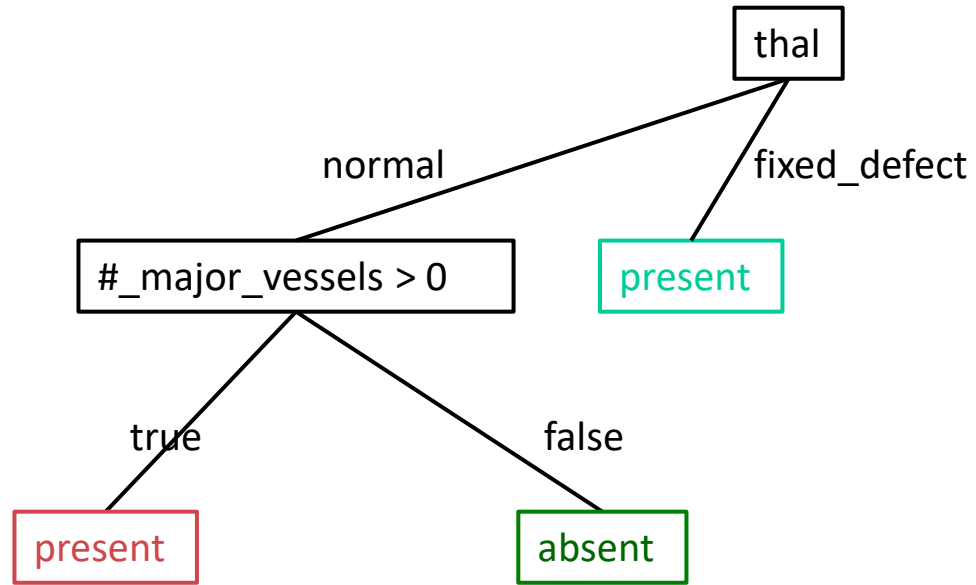 thal
normal
fixed_defect
#_major_vessels > 0
present
true
false
present
absent